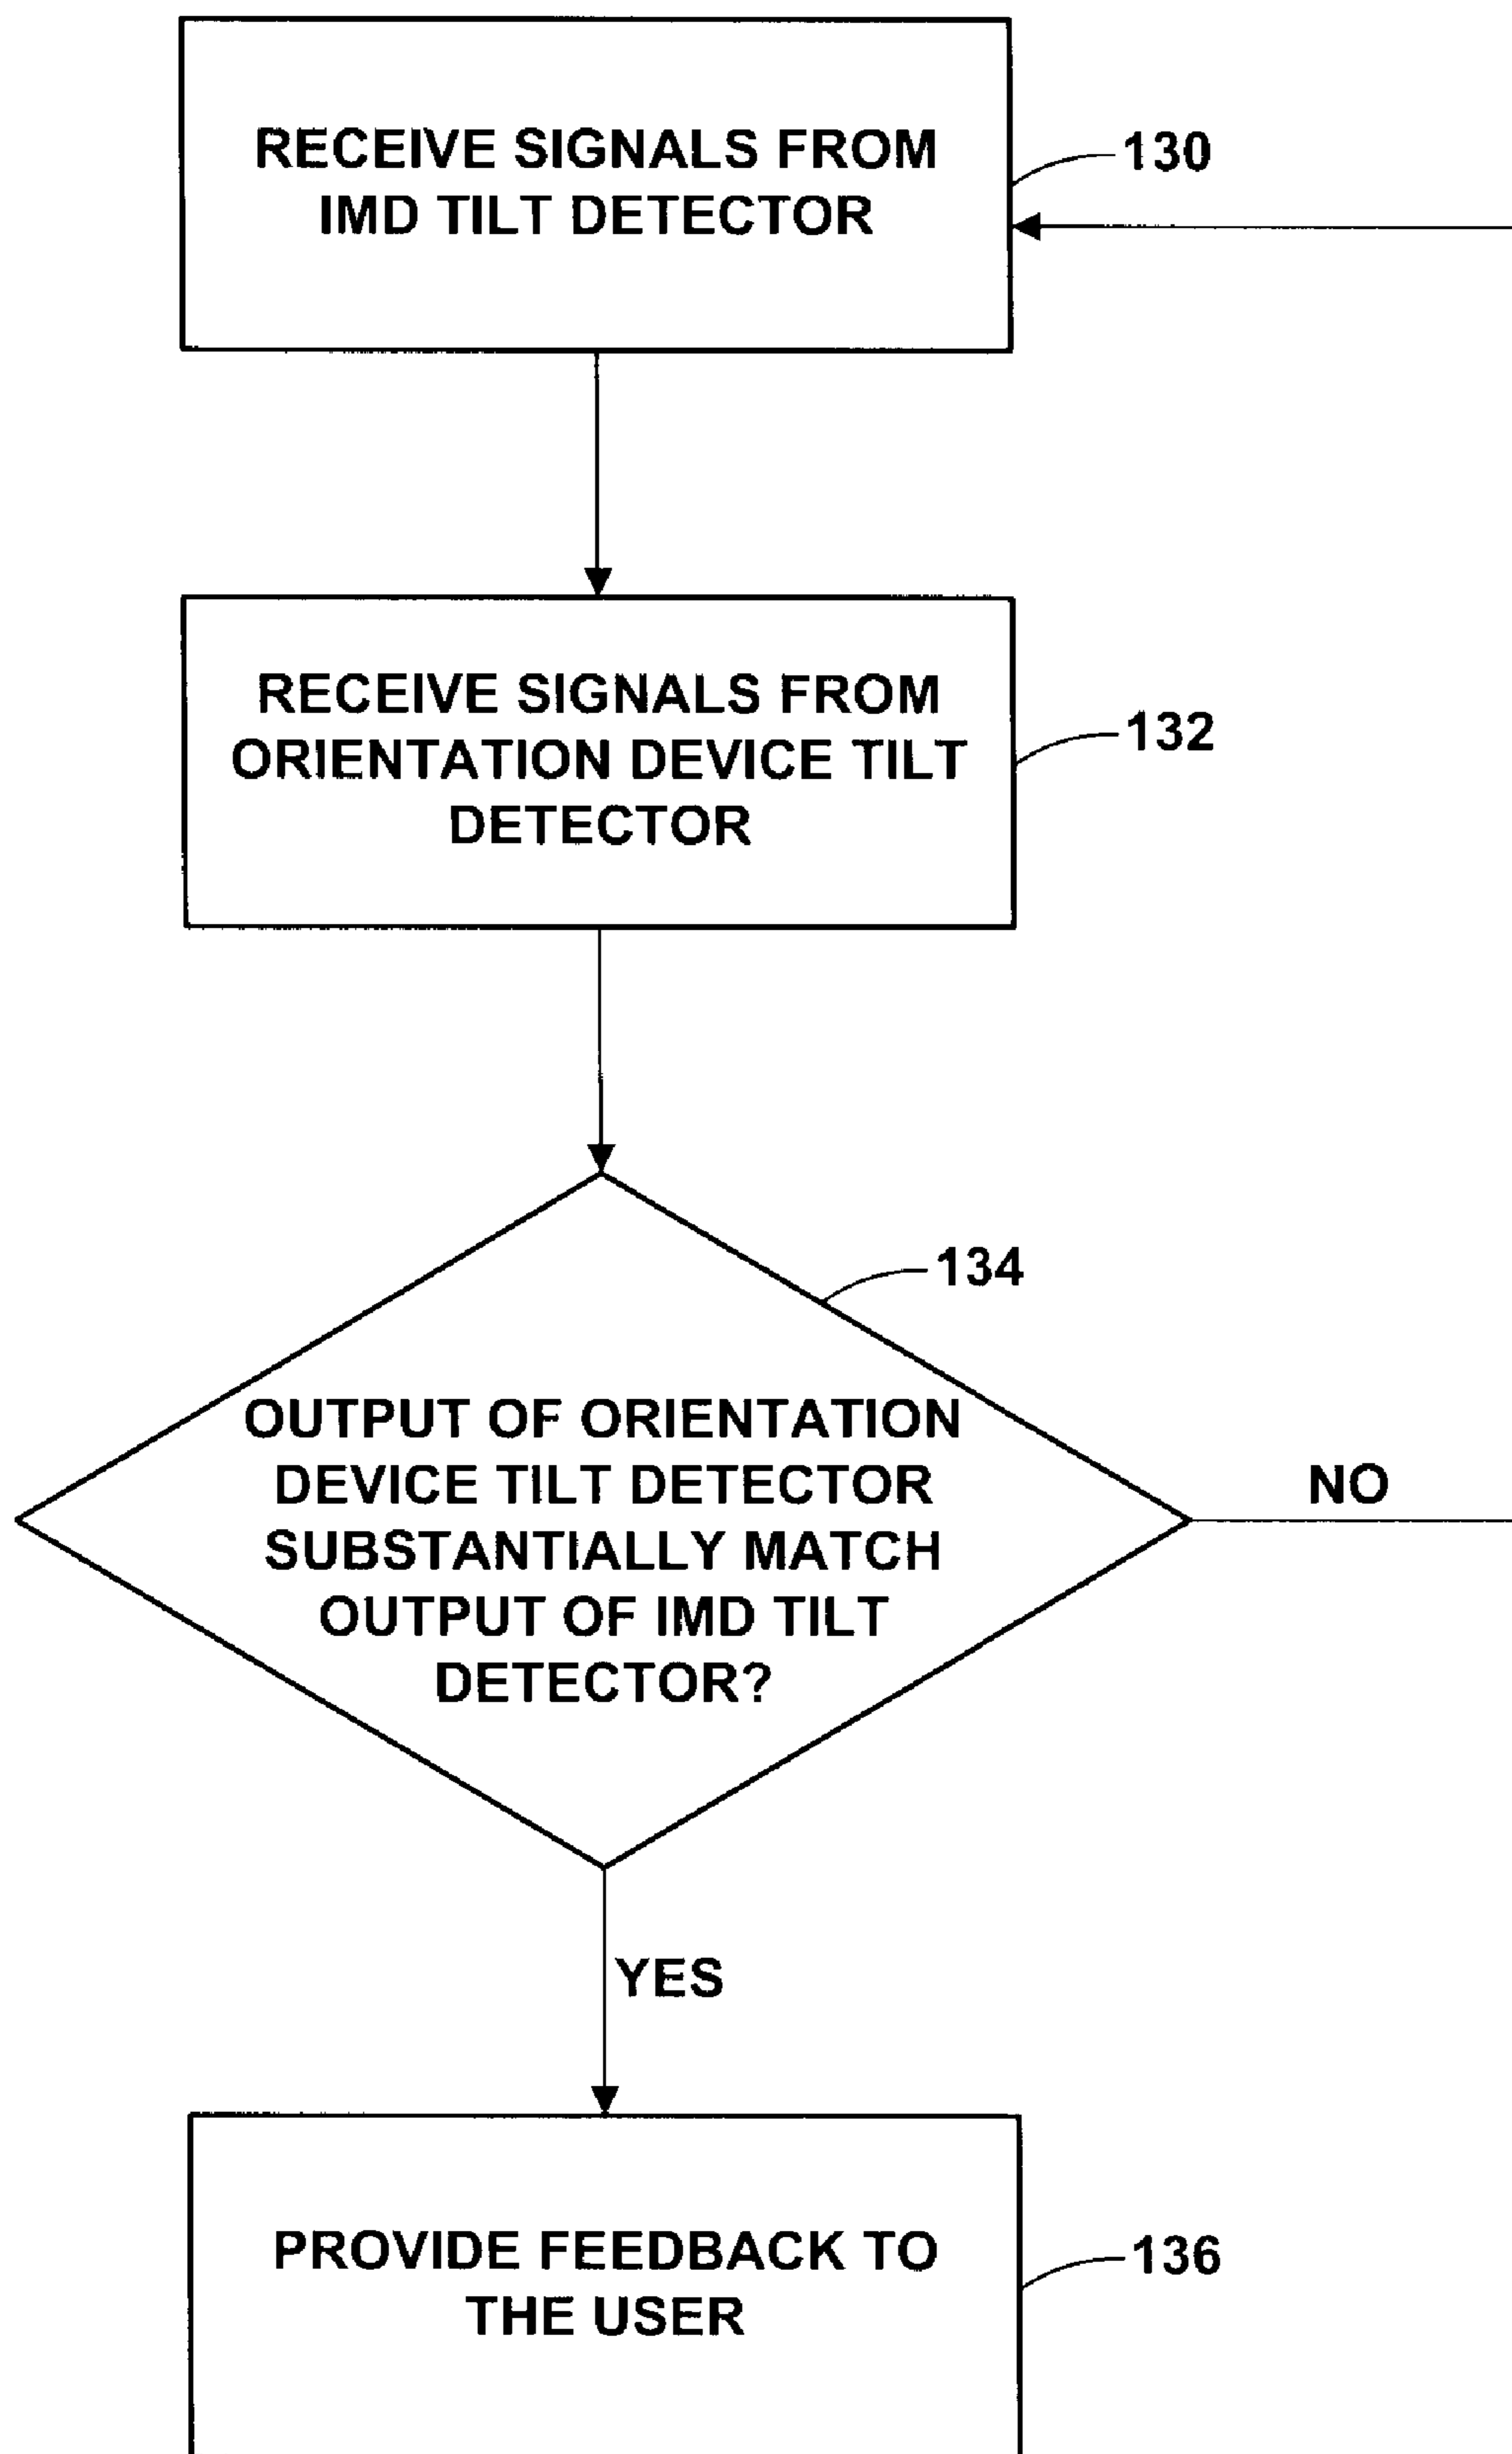 RECEIVE SIGNALS FROM
IMD TILT DETECTOR
130
RECEIVE SIGNALS FROM
ORIENTATION DEVICE TILT
DETECTOR
132
134
OUTPUT OF ORIENTATION
DEVICE TILT DETECTOR
SUBSTANTIALLY MATCH
OUTPUT OF IMD TILT
DETECTOR?
NO
YES
PROVIDE FEEDBACK TO
THE USER
136